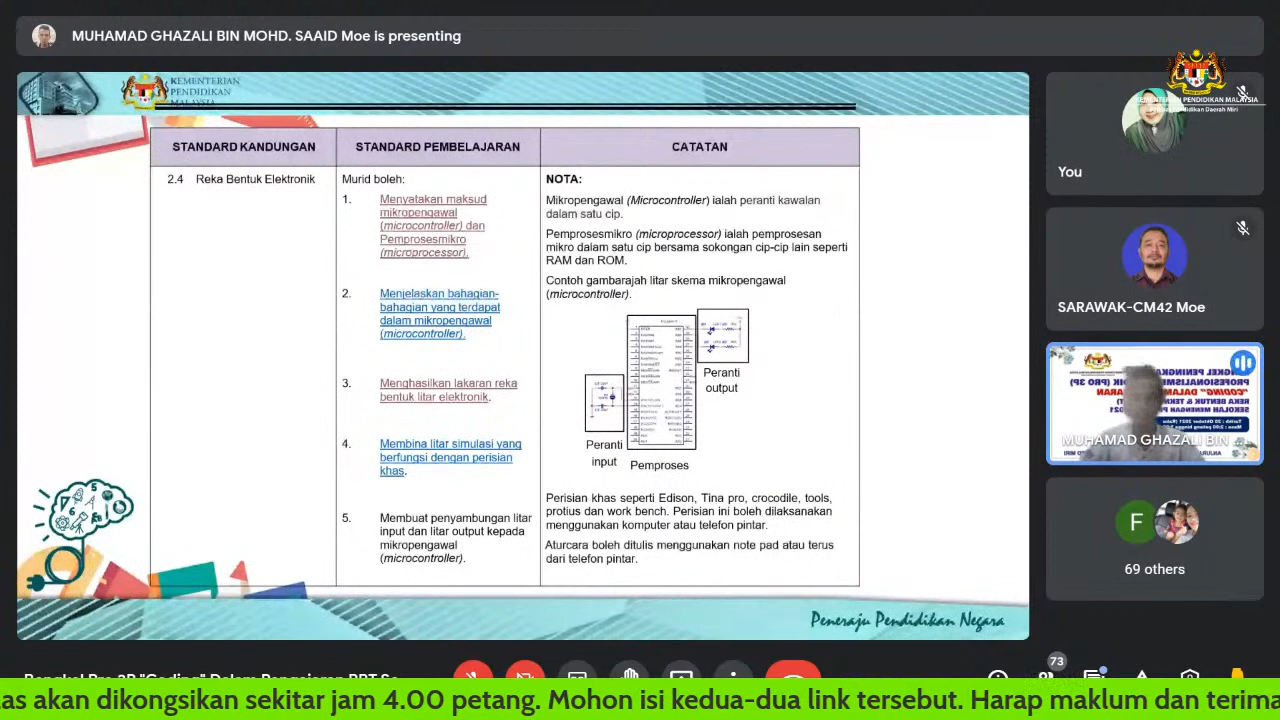 MUHAMAD GHAZALI BIN MOHD. SAAID Moe is presenting
KEMENTERIAN
PENDIDIKAN
MALAYSIA
STANDARD KANDUNGAN
STANDARD PEMBELAJARAN
CATATAN
2.4 Reka Bentuk Elektronik
Murid boleh:
1. Menyatakan maksud
mikropengawal
(microcontroller) dan
Pemprosesmikro
(microprocessor).
2. Menjelaskan bahagian-
bahagian yang terdapat
dalam mikropengawal
(microcontroller).
3. Menghasilkan lakaran reka
bentuk litar elektronik.
4. Membina litar simulasi yang
berfungsi dengan perisian
khas.
5. Membuat penyambungan litar
input dan litar output kepada
mikropengawal
(microcontroller).
NOTA:
Mikropengawal (Microcontroller) ialah peranti kawalan
dalam satu cip.
Pemprosesmikro (microprocessor) ialah pemprosesan
mikro dalam satu cip bersama sokongan cip-cip lain seperti
RAM dan ROM.
Contoh gambarajah litar skema mikropengawal
(microcontroller).
Peranti
output
Peranti
input
Pemproses
Perisian khas seperti Edison, Tina pro, crocodile, tools,
protius dan work bench. Perisian ini boleh dilaksanakan
menggunakan komputer atau telefon pintar.
Aturcara boleh ditulis menggunakan note pad atau terus
dari telefon pintar.
Peneraju Pendidikan Negara
KEMENTERIAN PENDIDIKAN MALAYSIA
Pendidikan Daerah Miri
You
SARAWAK-CM42 Moe
MUHAMAD GHAZALI BIN
F
69 others
73
las akan dikongsikan sekitar jam 4.00 petang. Mohon isi kedua-dua link tersebut. Harap maklum dan terima